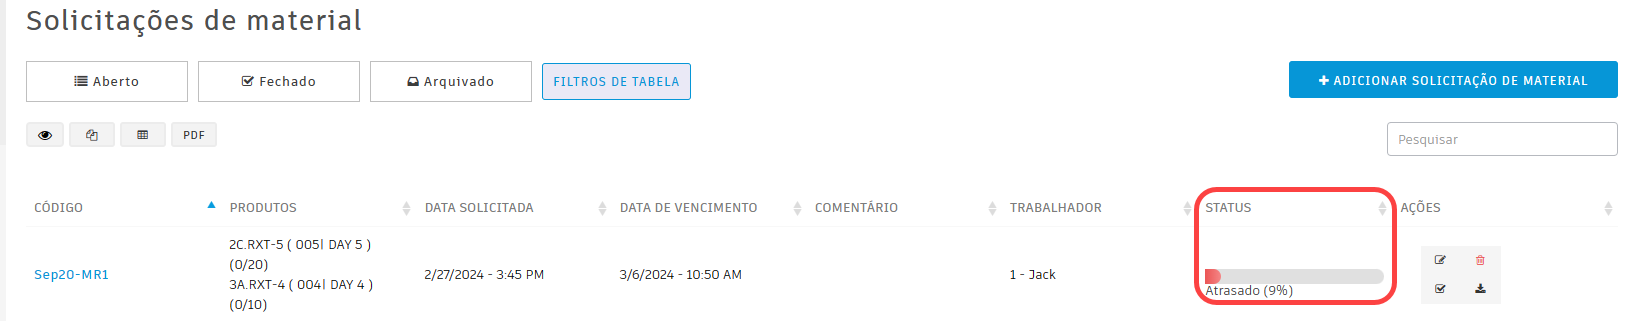 Solicitações de material
Aberto
Fechado
Arquivado
FILTROS DE TABELA
ADICIONAR SOLICITAÇÃO DE MATERIAL
PDF
Pesquisar
CÓDIGO
PRODUTOS
DATA SOLICITADA
DATA DE VENCIMENTO
COMENTÁRIO
TRABALHADOR
STATUS
AÇÕES
Sep20-MR1
2C.RXT-5 ( 005| DAY 5 )
(0/20)
3A.RXT-4 ( 004| DAY 4 )
(0/10)
2/27/2024 - 3:45 PM
3/6/2024 - 10:50 AM
1 - Jack
Atrasado (9%)